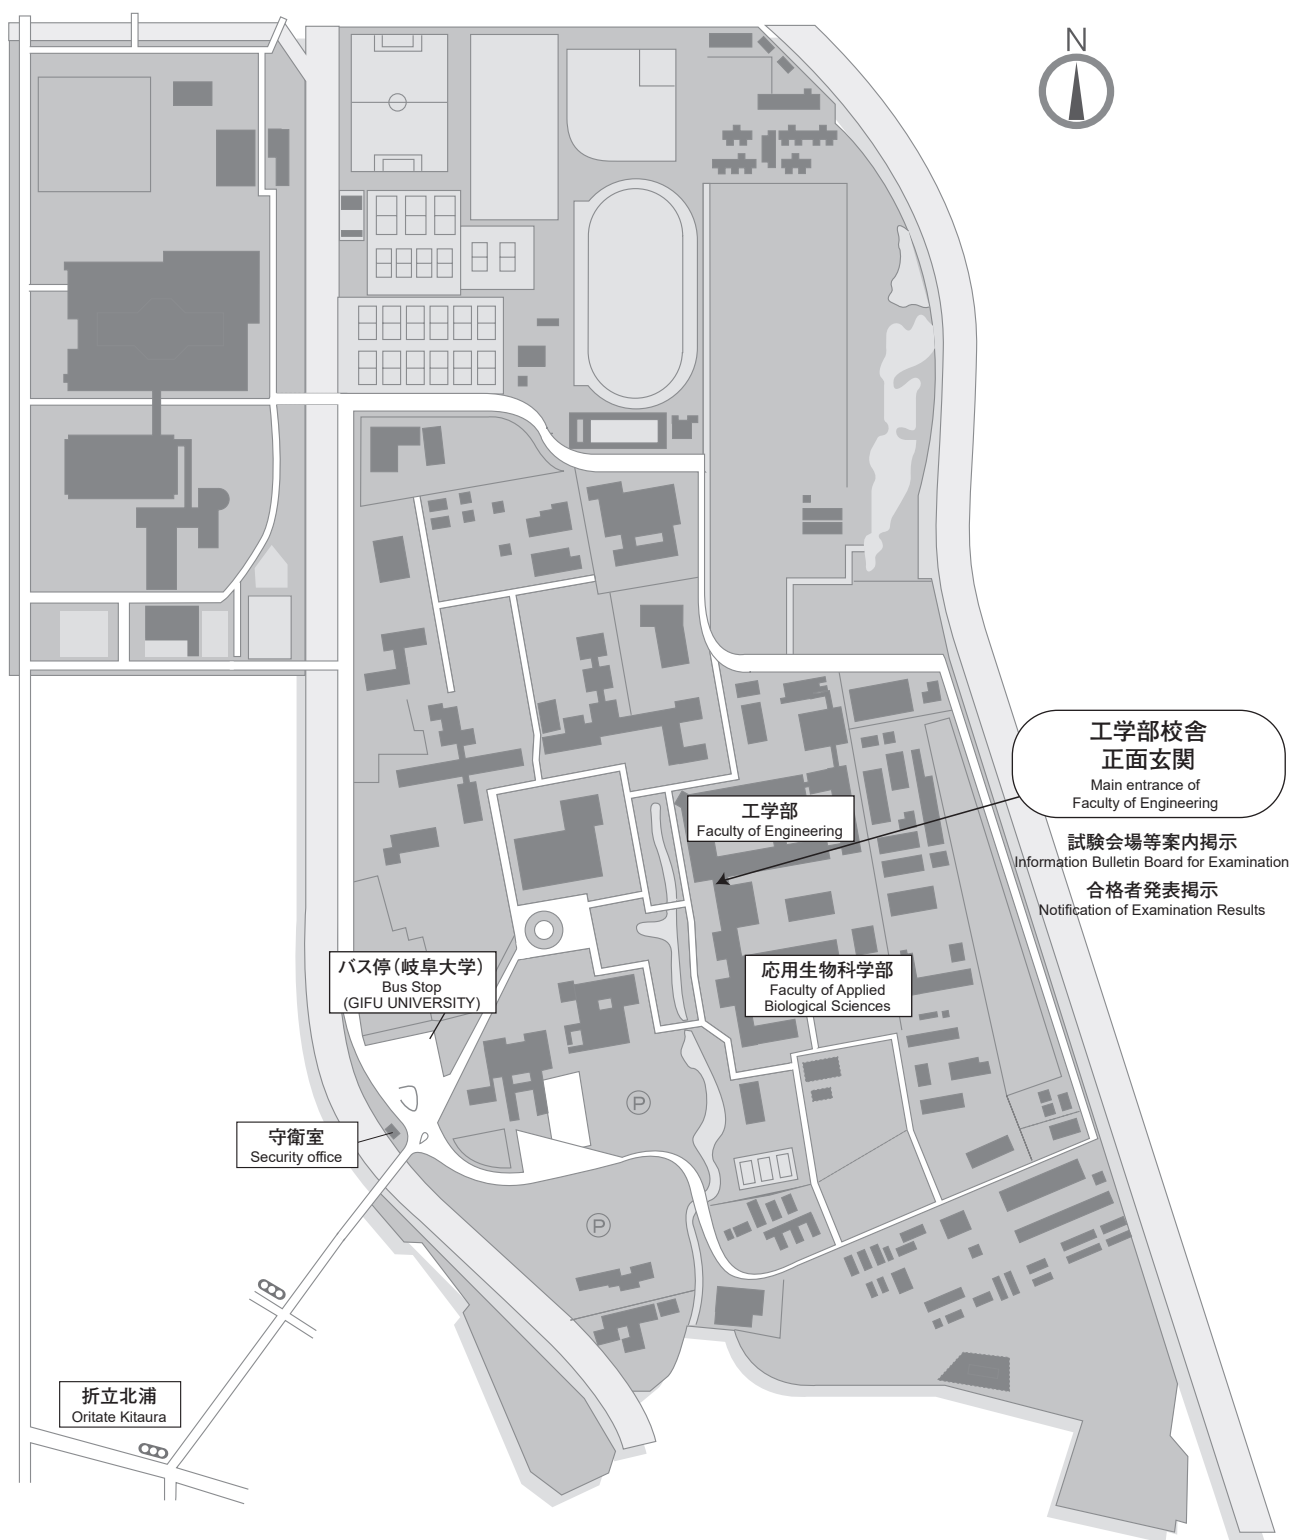 N
工学部校舎
正面玄関
Main entrance of
Faculty of Engineering
工学部
Faculty of Engineering
試験会場等案内掲示
Information Bulletin Board for Examination
合格者発表掲示
Notification of Examination Results
バス停（岐阜大学）
Bus Stop
(GIFU UNIVERSITY)
応用生物科学部
Faculty of Applied
Biological Sciences
P
守衛室
Security office
P
折立北浦
Oritate Kitaura